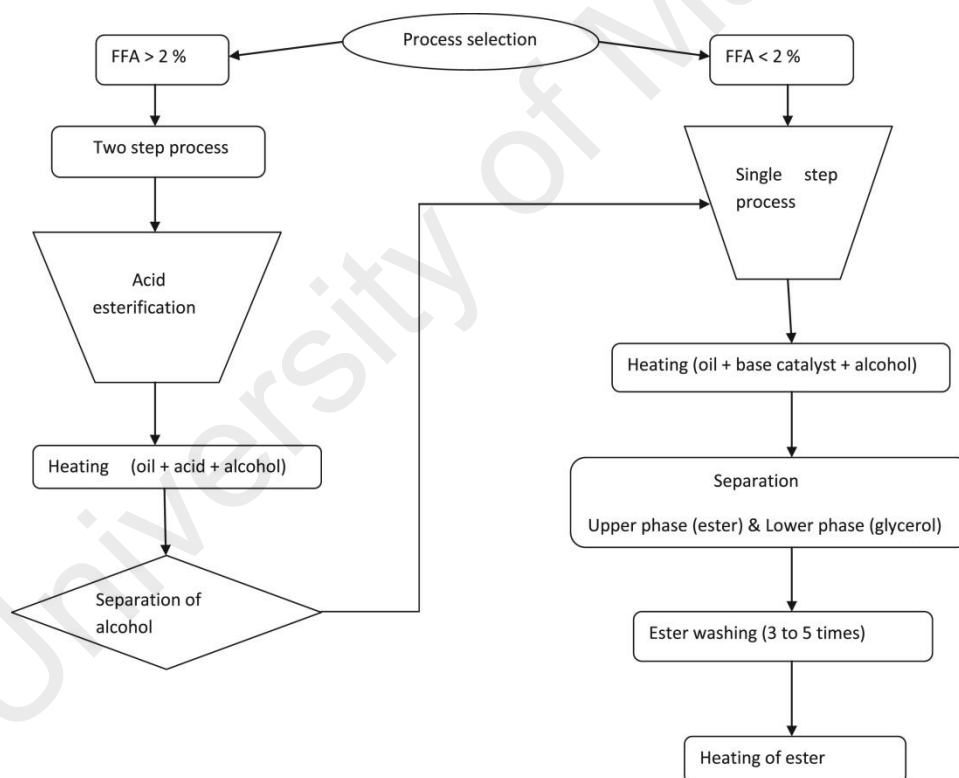 Process selection
FFA > 2 %
FFA < 2 %
Two step process
Single step
process
Acid
esterification
Heating (oil + base catalyst + alcohol)
Heating (oil + acid + alcohol)
Separation
Upper phase (ester) & Lower phase (glycerol)
Separation of
alcohol
Ester washing (3 to 5 times)
Heating of ester
University of M